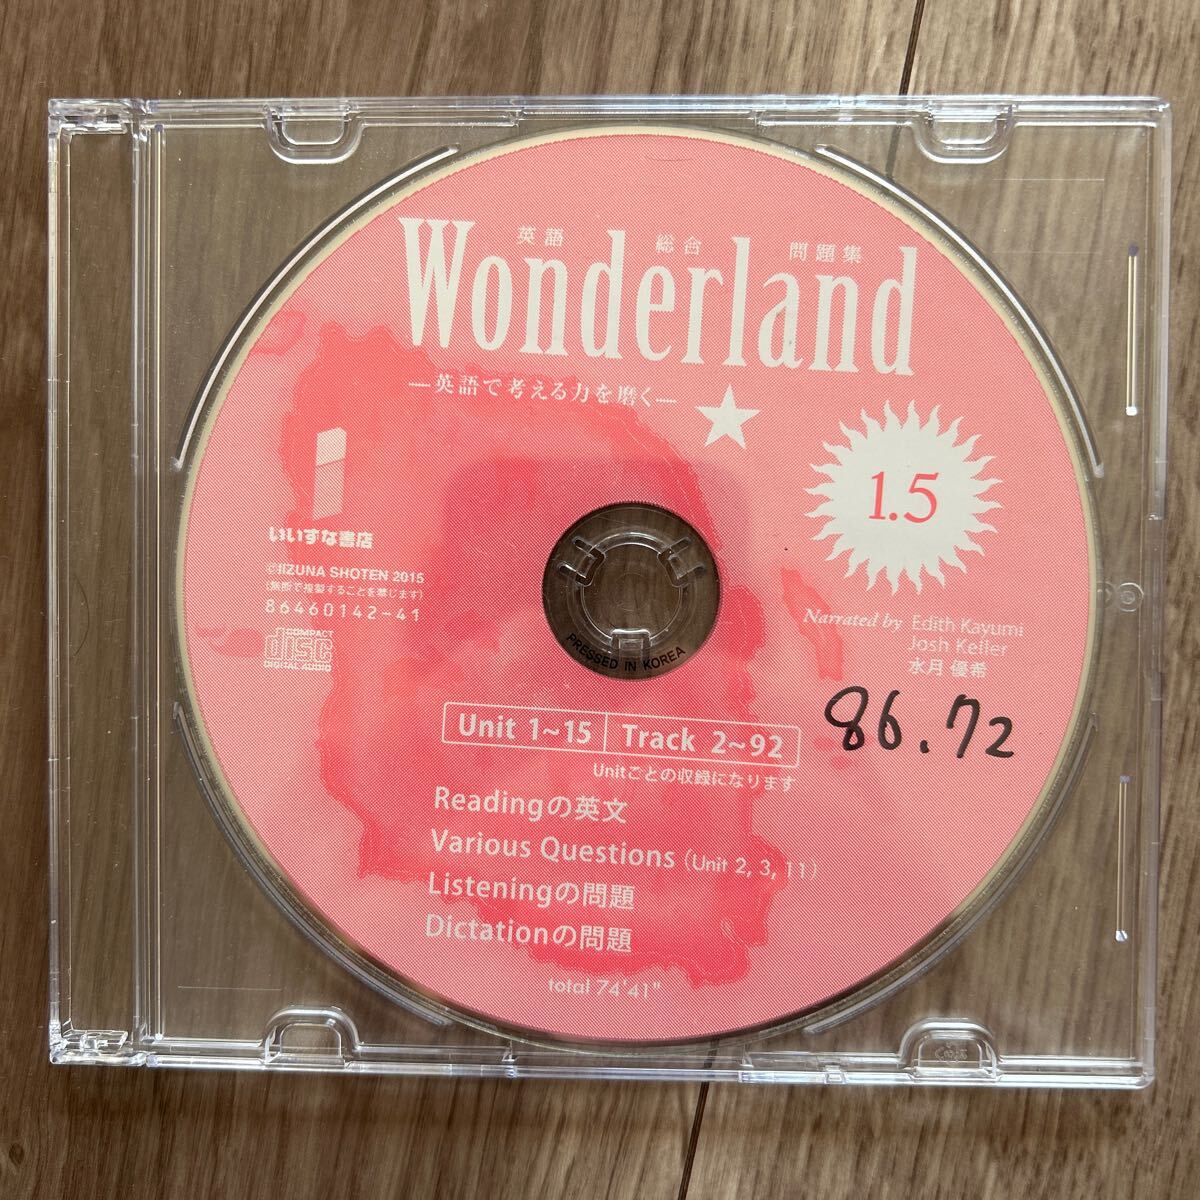 英語 総合 問題集
Wonderland
英語で考える力を磨く
1.5
いいずな書店
©IIZUNA SHOTEN 2015
(無断で複製することを禁じます)
86460142-41
COMPACT
disc
DIGITAL AUDIO
PRESSED IN KOREA
Narrated by Edith Kayumi
Josh Keller
水月 優希
86.72
Unit 1~15 Track 2~92
Unitごとの収録になります
Readingの英文
Various Questions (Unit 2, 3, 11)
Listeningの問題
Dictationの問題
total 74'41"